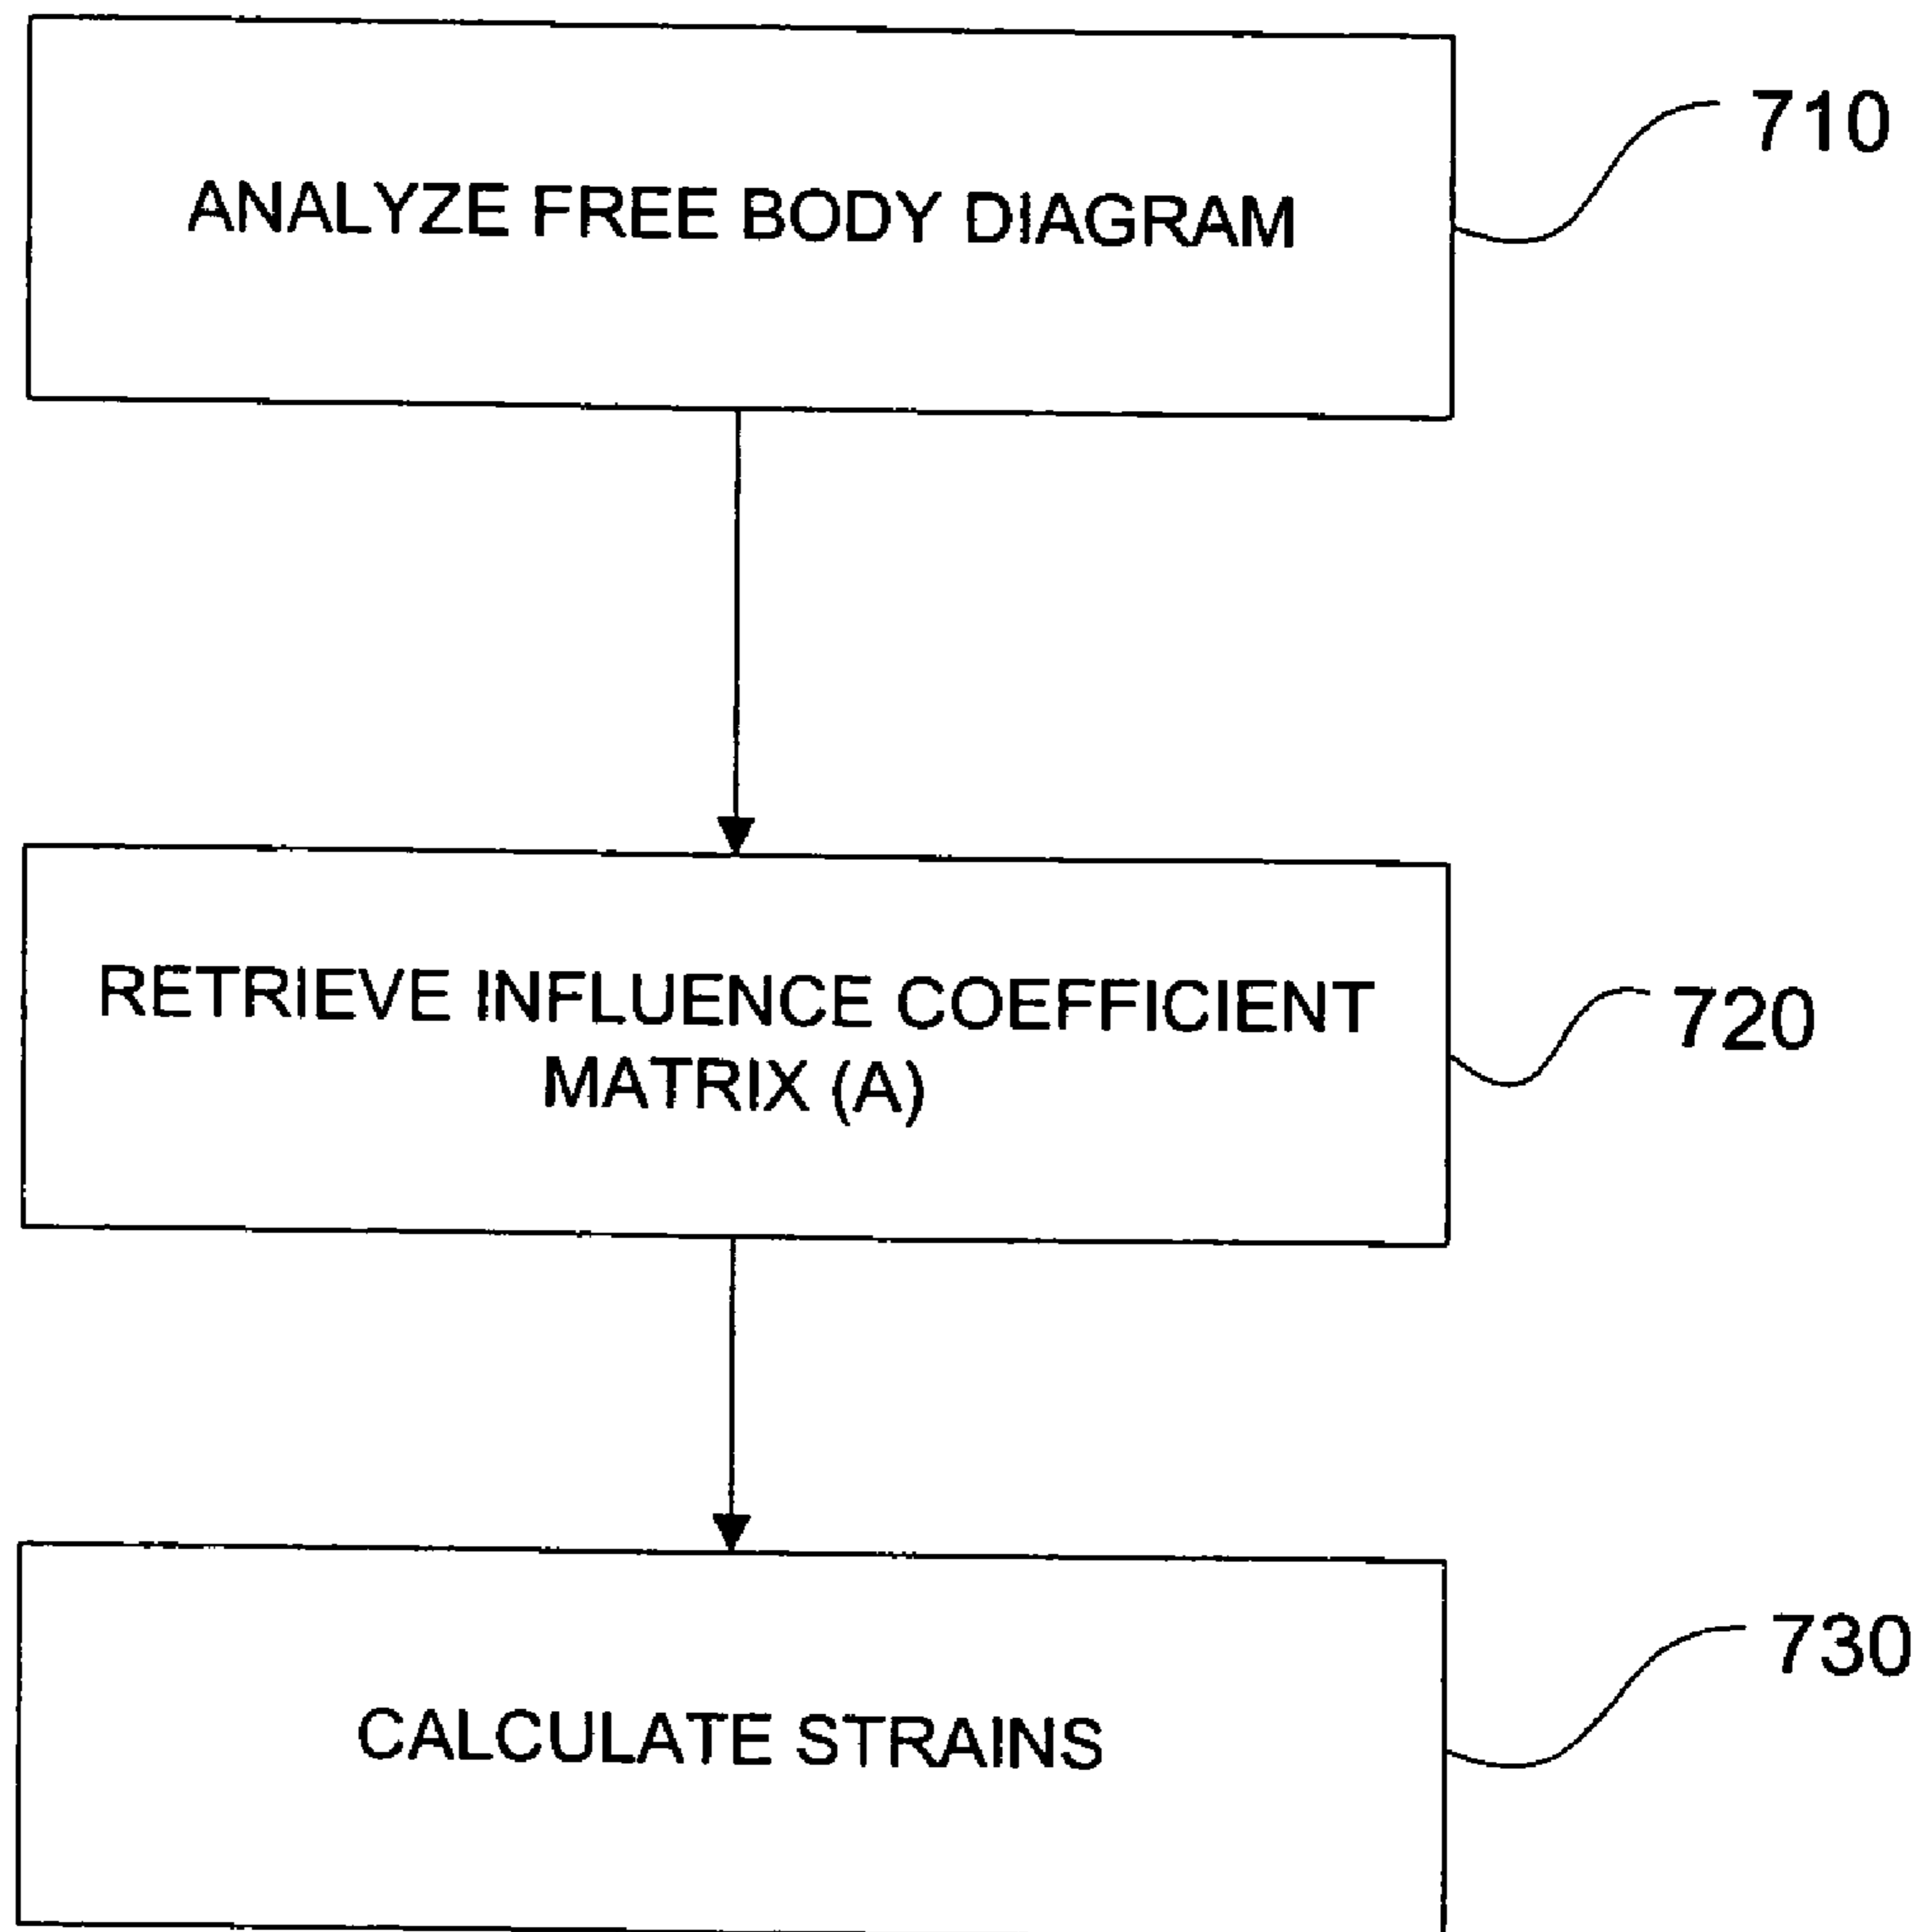 ANALYZE FREE BODY DIAGRAM
710
RETRIEVE INFLUENCE COEFFICIENT
MATRIX (A)
720
CALCULATE STRAINS
730